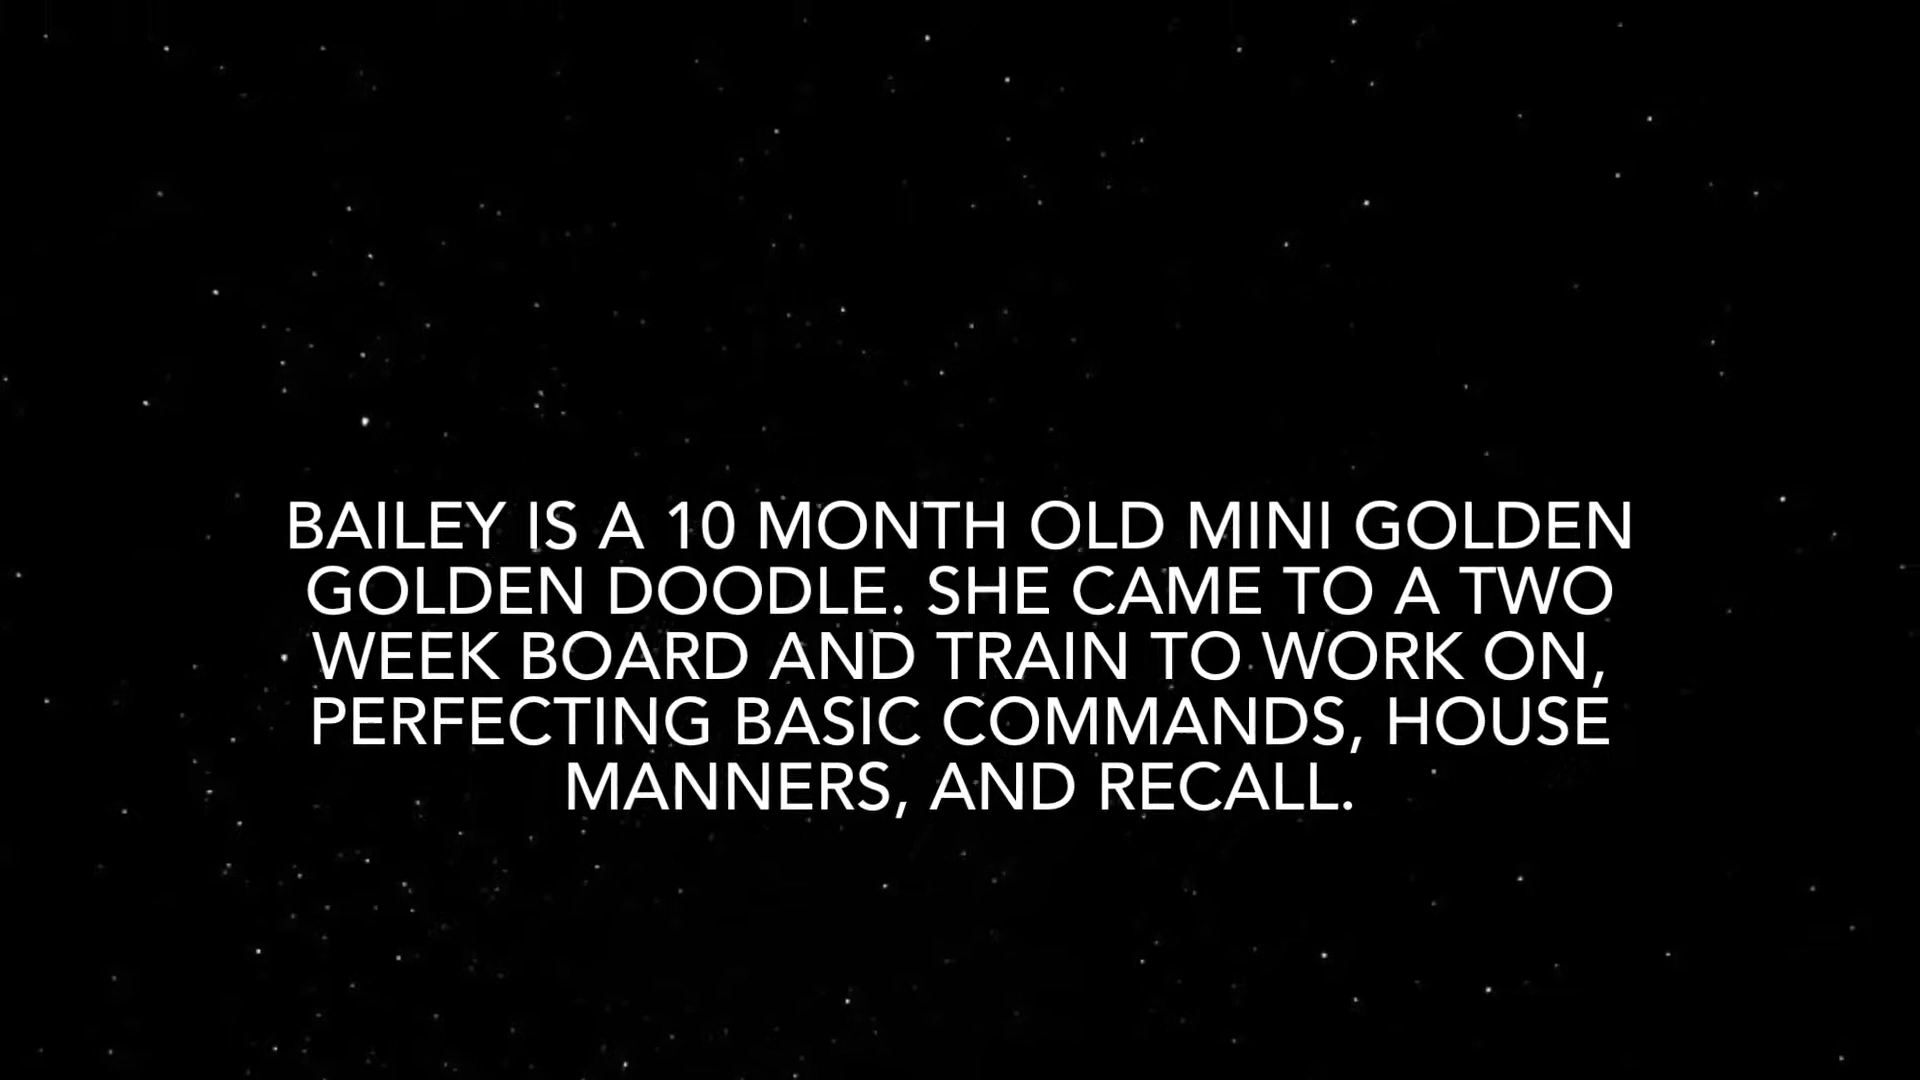 BAILEY IS A 10 MONTH OLD MINI GOLDEN
GOLDEN DOODLE. SHE CAME TO A TWO
WEEK BOARD AND TRAIN TO WORK ON,
PERFECTING BASIC COMMANDS, HOUSE
MANNERS, AND RECALL.